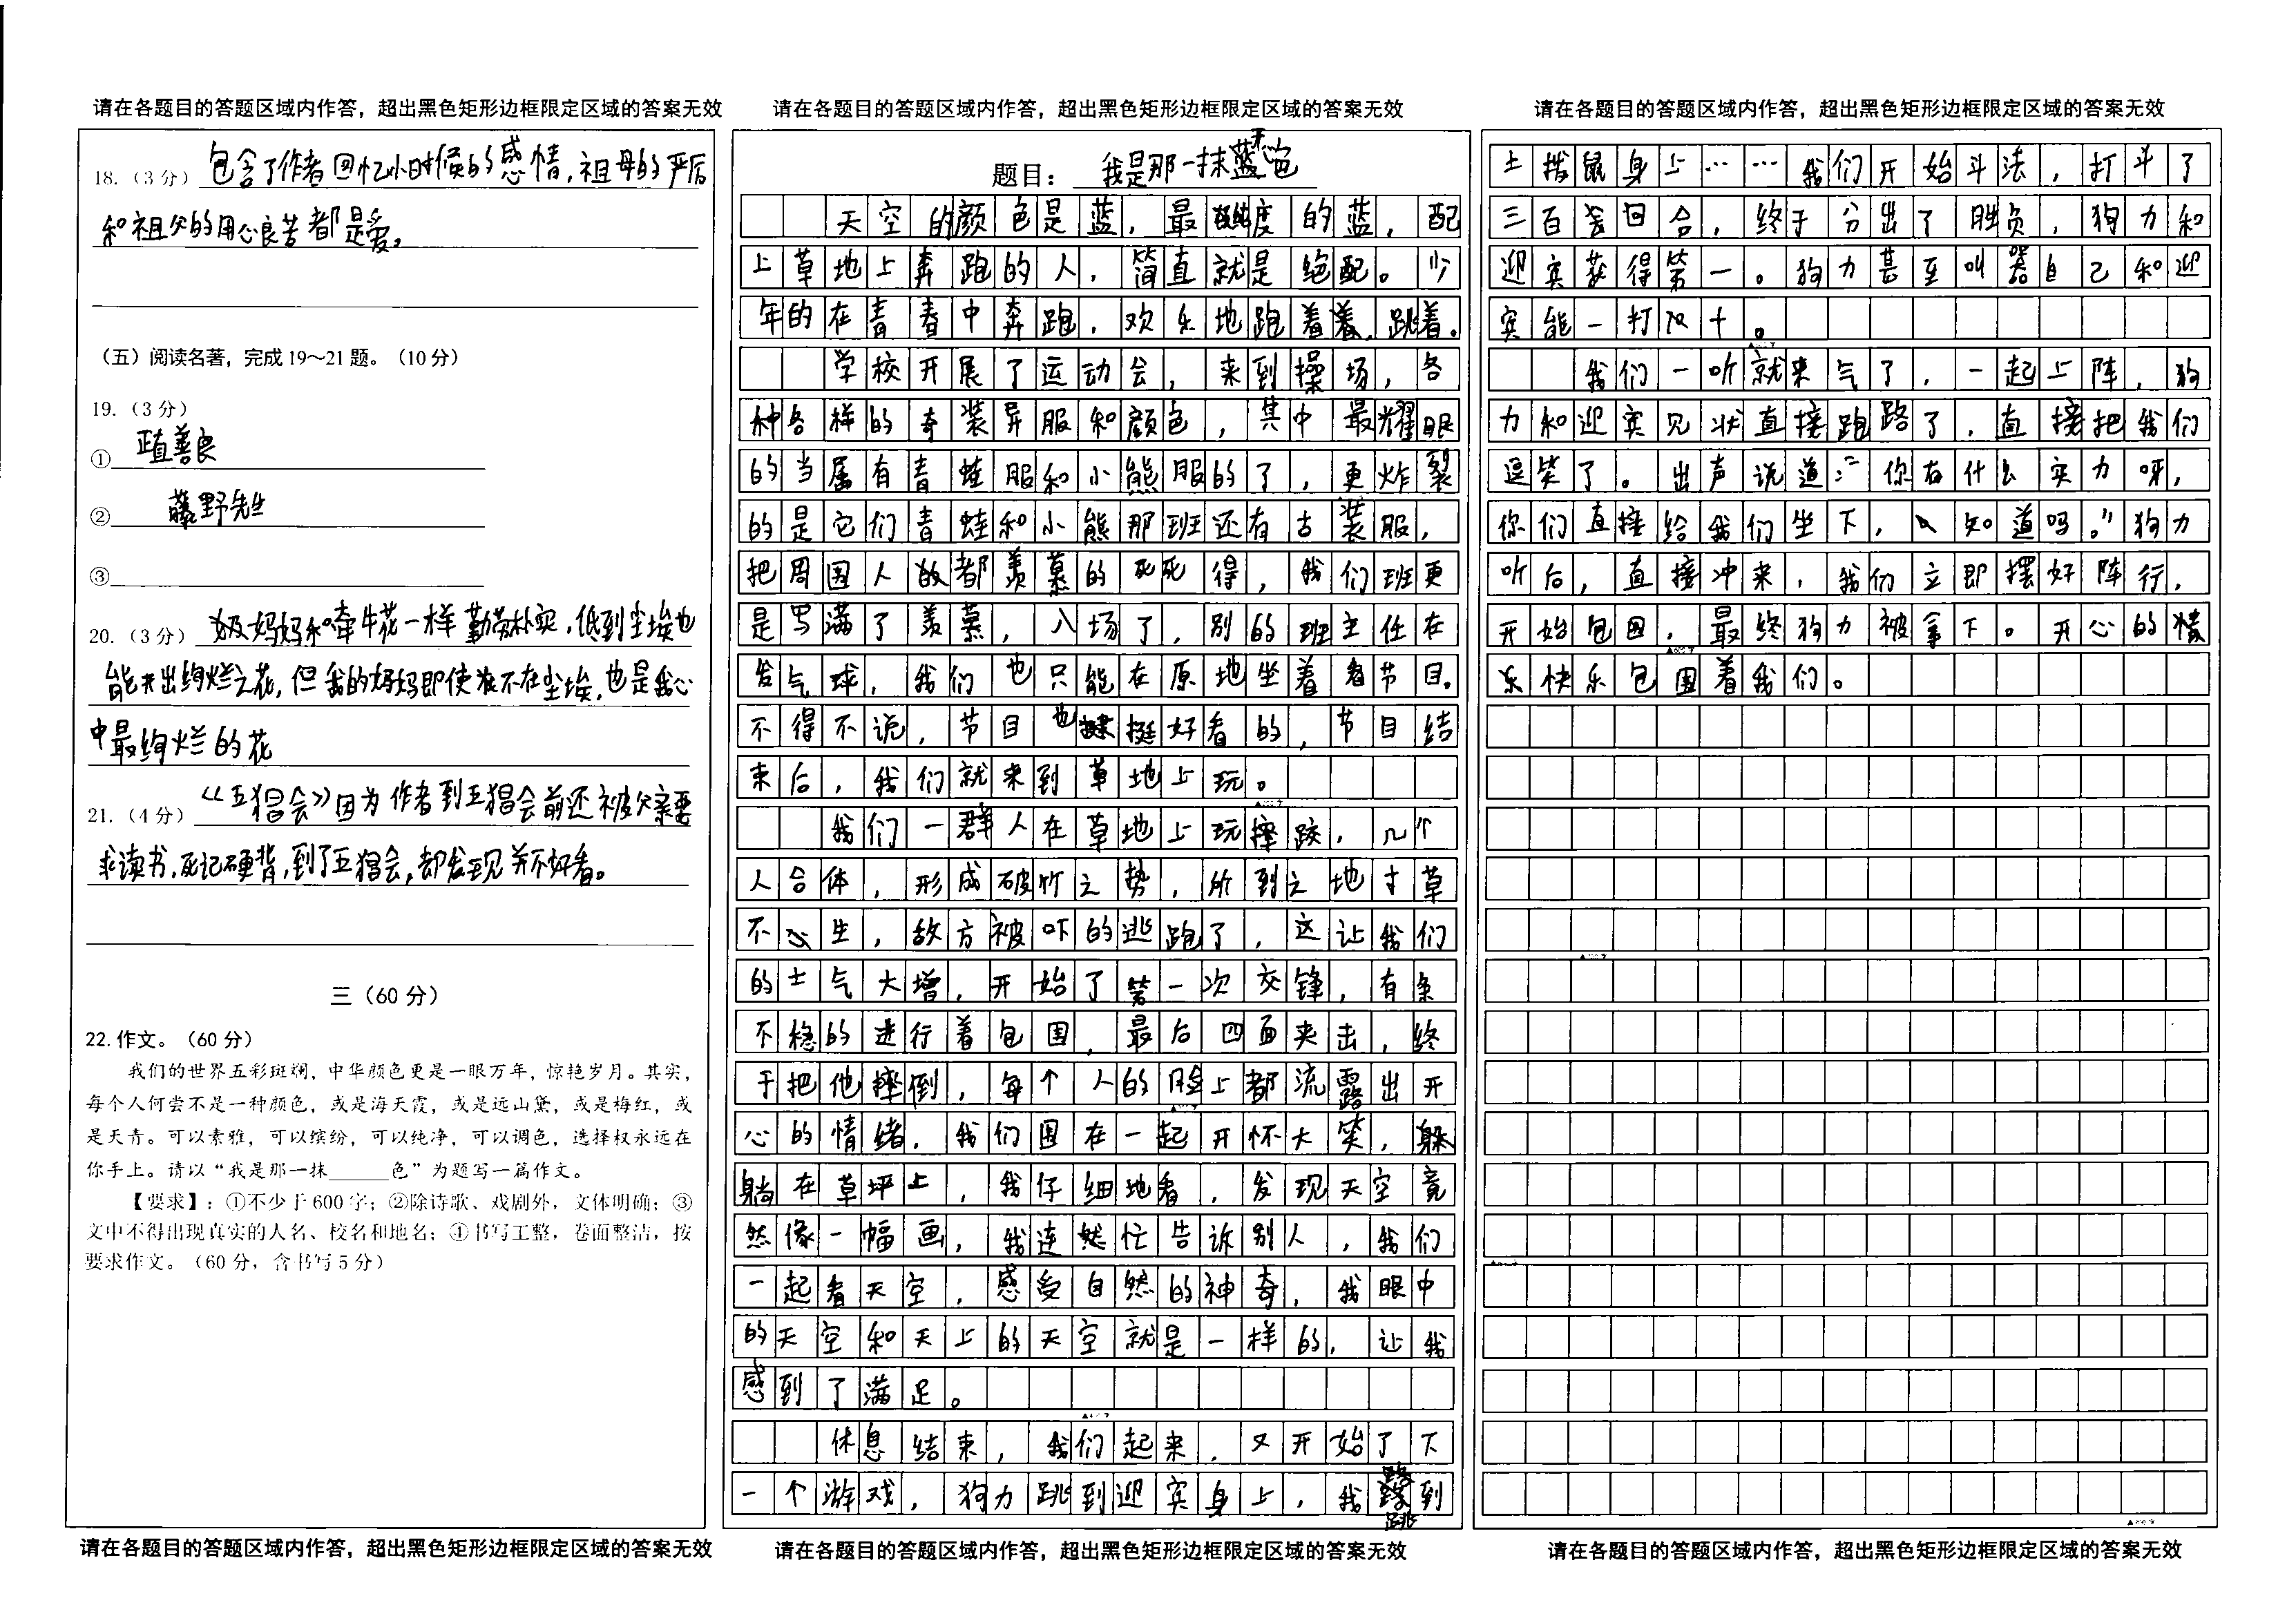 请在各题目的答题区域内作答，超出黑色矩形边框限定区域的答案无效
18.（3分）包含了作者回忆小时候的感情,祖母的严厉
和祖父的用心良苦都是爱。
（五）阅读名著，完成19～21题。（10分）
19.（3分）
①正直善良
②藤野先生
③
20.（3分）妈妈和牵牛花一样勤劳朴实,低到尘埃也
能开出绚烂之花,但我的妈妈即使不在尘埃,也是我心
中最绚烂的花
21.（4分）《五猖会》因为作者到五猖会前还被父亲要
求读书,死记硬背,到了五猖会,却发现并不好看。
三（60分）
22.作文。（60分）
我们的世界五彩斑斓，中华颜色更是一眼万年，惊艳岁月。其实，
每个人何尝不是一种颜色，或是海天霞，或是远山黛，或是梅红，或
是天青。可以素雅，可以缤纷，可以纯净，可以调色，选择权永远在
你手上。请以“我是那一抹______色”为题写一篇作文。
【要求】：①不少于600字；②除诗歌、戏剧外，文体明确；③
文中不得出现真实的人名、校名和地名；④书写工整，卷面整洁，按
要求作文。（60分，含书写5分）
请在各题目的答题区域内作答，超出黑色矩形边框限定区域的答案无效
请在各题目的答题区域内作答，超出黑色矩形边框限定区域的答案无效
题目：我是那一抹蓝色
天空的颜色是蓝,最纯度的蓝,配
上草地上奔跑的人,简直就是绝配。少
年的在青春中奔跑,欢乐地跑着,跳着。
学校开展了运动会,来到操场,各
种各样的奇装异服和颜色,其中最耀眼
的当属有青蛙服和小熊服的了,更炸裂
的是它们青蛙和小熊那班还有古装服,
把周围人都羡慕的死死得,我们班更
是写满了羡慕,入场了,别的班主任在
发气球,我们也只能在原地坐着看节目。
不得不说,节目也挺好看的,节目结
束后,我们就来到草地上玩。
我们一群人在草地上玩摔跤,几个
人合体,形成破竹之势,所到之地寸草
不生,敌方被吓的逃跑了,这让我们
的士气大增,开始了第一次交锋,有条
不稳的进行着包围,最后四面夹击,终
于把他摔倒,每个人的脸上都流露出开
心的情绪,我们围在一起开怀大笑,躲
躺在草坪上,我仔细地看,发现天空竟
然像一幅画,我连忙告诉别人,我们
一起看天空,感受自然的神奇,我眼中
的天空和天上的天空就是一样的,让我
感到了满足。
休息结束,我们起来,又开始了下
一个游戏,狗力跳到迎宾身上,我跳到
请在各题目的答题区域内作答，超出黑色矩形边框限定区域的答案无效
请在各题目的答题区域内作答，超出黑色矩形边框限定区域的答案无效
土拨鼠身上……我们开始斗法,打斗了
三百回合,终于分出了胜负,狗力和
迎宾获得第一。狗力甚至叫嚣自己和迎
宾能一打双十。
我们一听就来气了,一起上阵,狗
力和迎宾见状直接跑路了,直接把我们
逗笑了。出声说道:“你有什么实力呀,
你们直接给我们坐下,知道吗。”狗力
听后,直接冲来,我们立即摆好阵行,
开始包围,最终狗力被拿下。开心的情
乐快乐包围着我们。
请在各题目的答题区域内作答，超出黑色矩形边框限定区域的答案无效